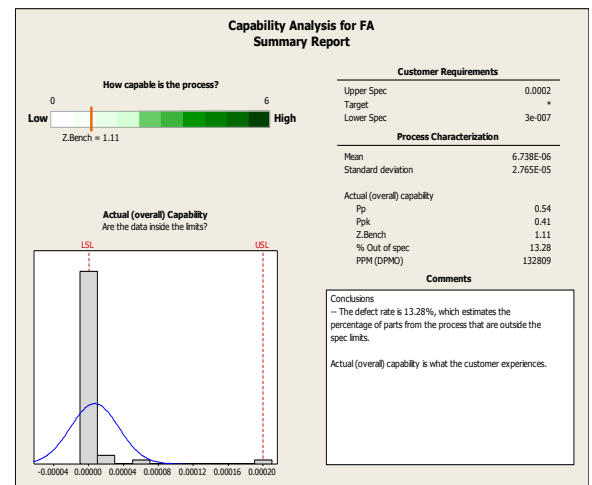 Capability Analysis for FA
Summary Report
How capable is the process?
0 6
Low High
Z.Bench = 1.11
Actual (overall) Capability
Are the data inside the limits?
LSL USL
-0.00004 0.00000 0.00004 0.00008 0.00012 0.00016 0.00020
Customer Requirements
Upper Spec 0.0002
Target *
Lower Spec 3e-007
Process Characterization
Mean 6.738E-06
Standard deviation 2.765E-05
Actual (overall) capability
Pp 0.54
Ppk 0.41
Z.Bench 1.11
% Out of spec 13.28
PPM (DPMO) 132809
Comments
Conclusions
-- The defect rate is 13.28%, which estimates the
percentage of parts from the process that are outside the
spec limits.
Actual (overall) capability is what the customer experiences.